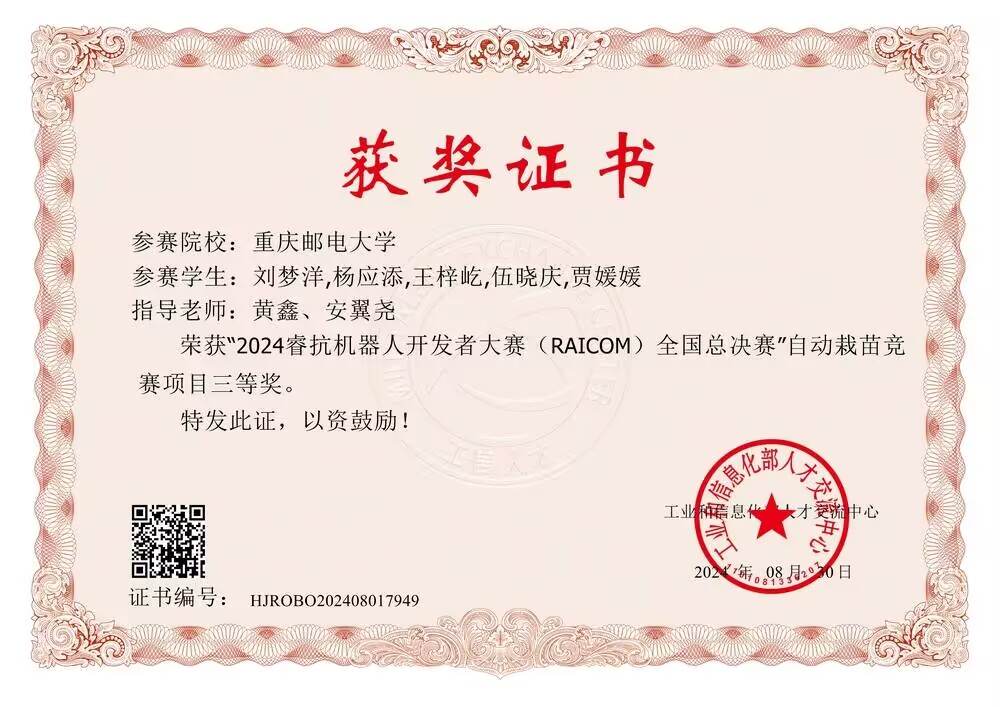 获奖证书
参赛院校：重庆邮电大学
参赛学生：刘梦洋,杨应添,王梓屹,伍晓庆,贾媛媛
指导老师：黄鑫、安翼尧
荣获“2024睿抗机器人开发者大赛（RAICOM）全国总决赛”自动栽苗竞
赛项目三等奖。
特发此证，以资鼓励！
工业和信息化部人才交流中心
工业和信息化部人才交流中心
2024 年 08 月 30 日
证书编号： HJROBO202408017949